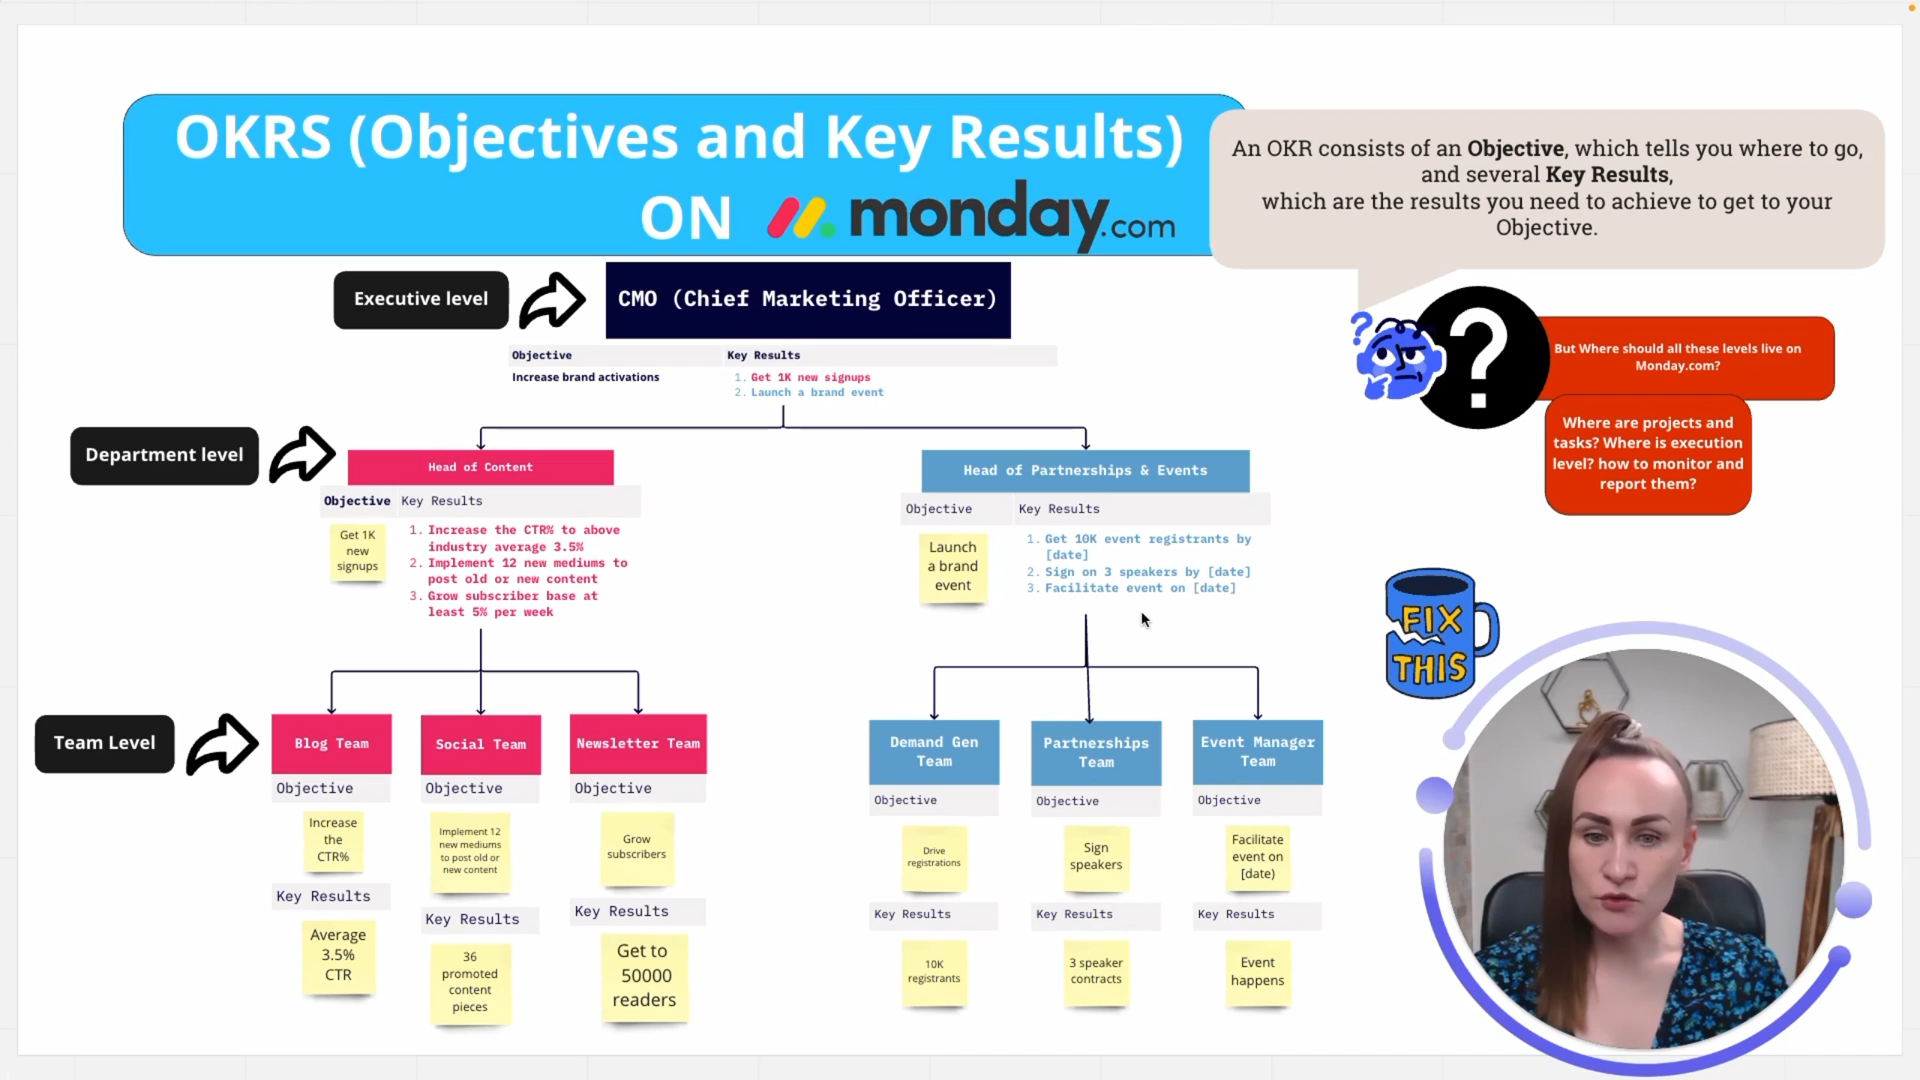 OKRS (Objectives and Key Results)
ON monday.com
An OKR consists of an Objective, which tells you where to go,
and several Key Results,
which are the results you need to achieve to get to your
Objective.
Executive level
CMO (Chief Marketing Officer)
Objective Key Results
Increase brand activations
1. Get 1K new signups
2. Launch a brand event
?
?
But Where should all these levels live on
Monday.com?
Where are projects and
tasks? Where is execution
level? how to monitor and
report them?
Department level
Head of Content
Objective Key Results
Get 1K
new
signups
1. Increase the CTR% to above
industry average 3.5%
2. Implement 12 new mediums to
post old or new content
3. Grow subscriber base at
least 5% per week
Head of Partnerships & Events
Objective Key Results
Launch
a brand
event
1. Get 10K event registrants by
[date]
2. Sign on 3 speakers by [date]
3. Facilitate event on [date]
FIX
THIS
Team Level
Blog Team
Objective
Increase
the
CTR%
Key Results
Average
3.5%
CTR
Social Team
Objective
Implement 12
new mediums
to post old or
new content
Key Results
36
promoted
content
pieces
Newsletter Team
Objective
Grow
subscribers
Key Results
Get to
50000
readers
Demand Gen
Team
Objective
Drive
registrations
Key Results
10K
registrants
Partnerships
Team
Objective
Sign
speakers
Key Results
3 speaker
contracts
Event Manager
Team
Objective
Facilitate
event on
[date)
Key Results
Event
happens